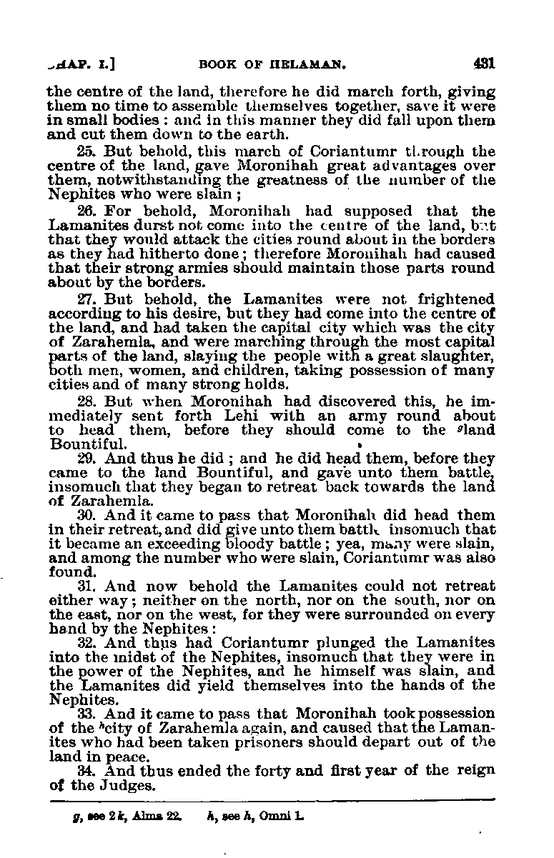 CHAP. I.] BOOK OF HELAMAN. 431
the centre of the land, therefore he did march forth, giving
them no time to assemble themselves together, save it were
in small bodies : and in this manner they did fall upon them
and cut them down to the earth.
25. But behold, this march of Coriantumr through the
centre of the land, gave Moronihah great advantages over
them, notwithstanding the greatness of the number of the
Nephites who were slain ;
26. For behold, Moronihah had supposed that the
Lamanites durst not come into the centre of the land, but
that they would attack the cities round about in the borders
as they had hitherto done ; therefore Moronihah had caused
that their strong armies should maintain those parts round
about by the borders.
27. But behold, the Lamanites were not frightened
according to his desire, but they had come into the centre of
the land, and had taken the capital city which was the city
of Zarahemla, and were marching through the most capital
parts of the land, slaying the people with a great slaughter,
both men, women, and children, taking possession of many
cities and of many strong holds.
28. But when Moronihah had discovered this, he im-
mediately sent forth Lehi with an army round about
to head them, before they should come to the ᵍland
Bountiful.
29. And thus he did ; and he did head them, before they
came to the land Bountiful, and gave unto them battle,
insomuch that they began to retreat back towards the land
of Zarahemla.
30. And it came to pass that Moronihah did head them
in their retreat, and did give unto them battle, insomuch that
it became an exceeding bloody battle ; yea, many were slain,
and among the number who were slain, Coriantumr was also
found.
31. And now behold the Lamanites could not retreat
either way ; neither on the north, nor on the south, nor on
the east, nor on the west, for they were surrounded on every
hand by the Nephites :
32. And thus had Coriantumr plunged the Lamanites
into the midst of the Nephites, insomuch that they were in
the power of the Nephites, and he himself was slain, and
the Lamanites did yield themselves into the hands of the
Nephites.
33. And it came to pass that Moronihah took possession
of the ʰcity of Zarahemla again, and caused that the Laman-
ites who had been taken prisoners should depart out of the
land in peace.
34. And thus ended the forty and first year of the reign
of the Judges.
g, see 2 k, Alma 22. h, see h, Omni 1.